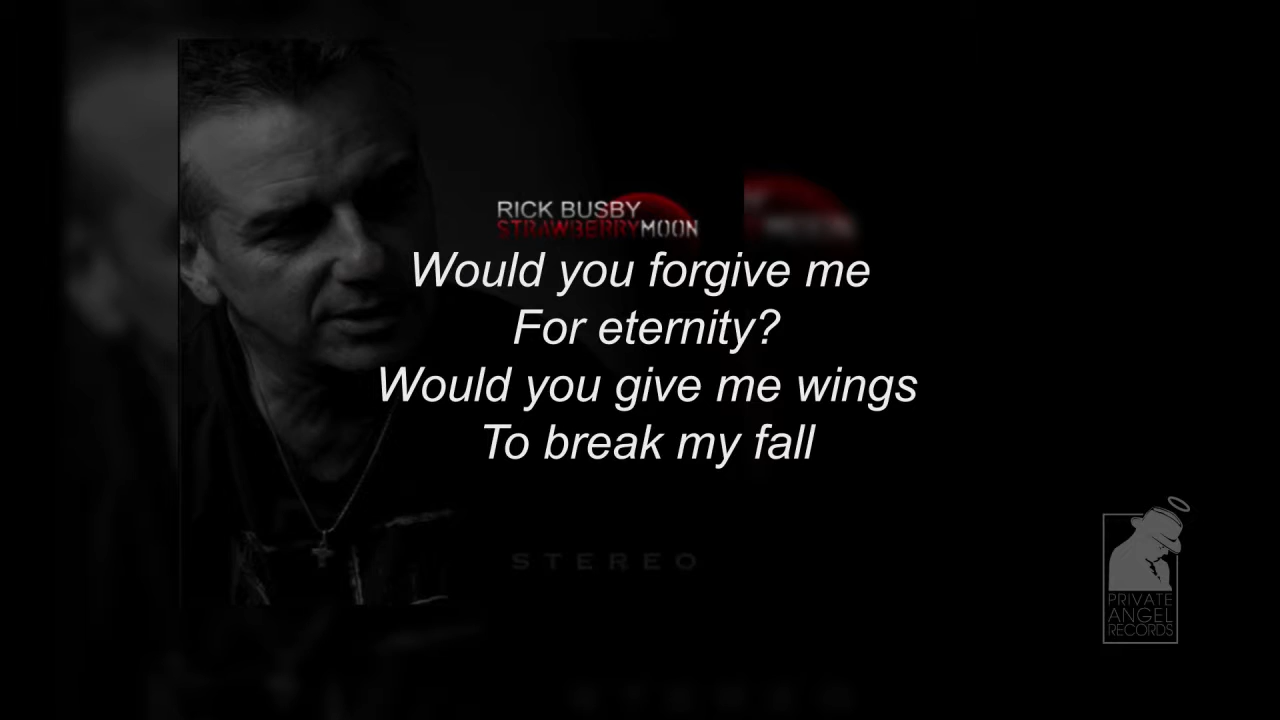 RICK BUSBY
STRAWBERRYMOON
Would you forgive me
For eternity?
Would you give me wings
To break my fall
STEREO
PRIVATE
ANGEL
RECORDS